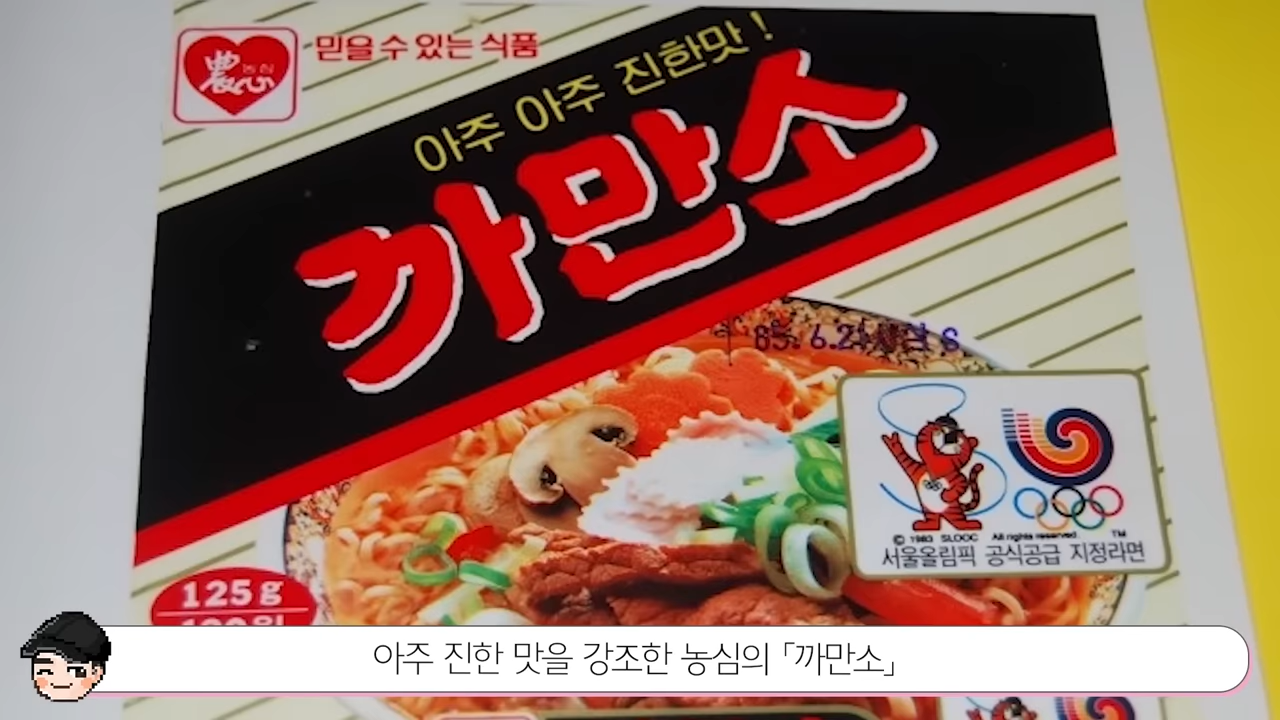 農心
농심
믿을 수 있는 식품
아주 아주 진한맛!
까만소
85. 6.2
© 1983 SLOOC All rights reserved. TM
서울올림픽 공식공급 지정라면
125g
아주 진한 맛을 강조한 농심의 「까만소」